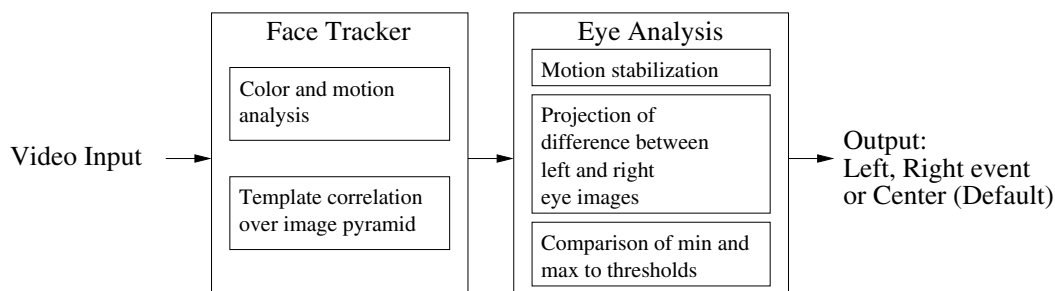 Video Input
Face Tracker
Color and motion
analysis
Template correlation
over image pyramid
Eye Analysis
Motion stabilization
Projection of
difference between
left and right
eye images
Comparison of min and
max to thresholds
Output:
Left, Right event
or Center (Default)